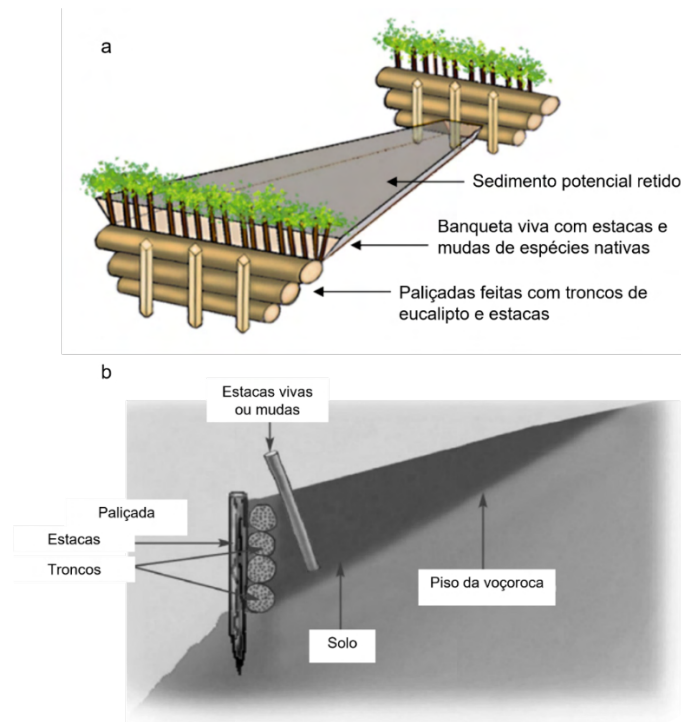 a
Sedimento potencial retido
Banqueta viva com estacas e
mudas de espécies nativas
Paliçadas feitas com troncos de
eucalipto e estacas
b
Estacas vivas
ou mudas
Paliçada
Estacas
Troncos
Piso da voçoroca
Solo